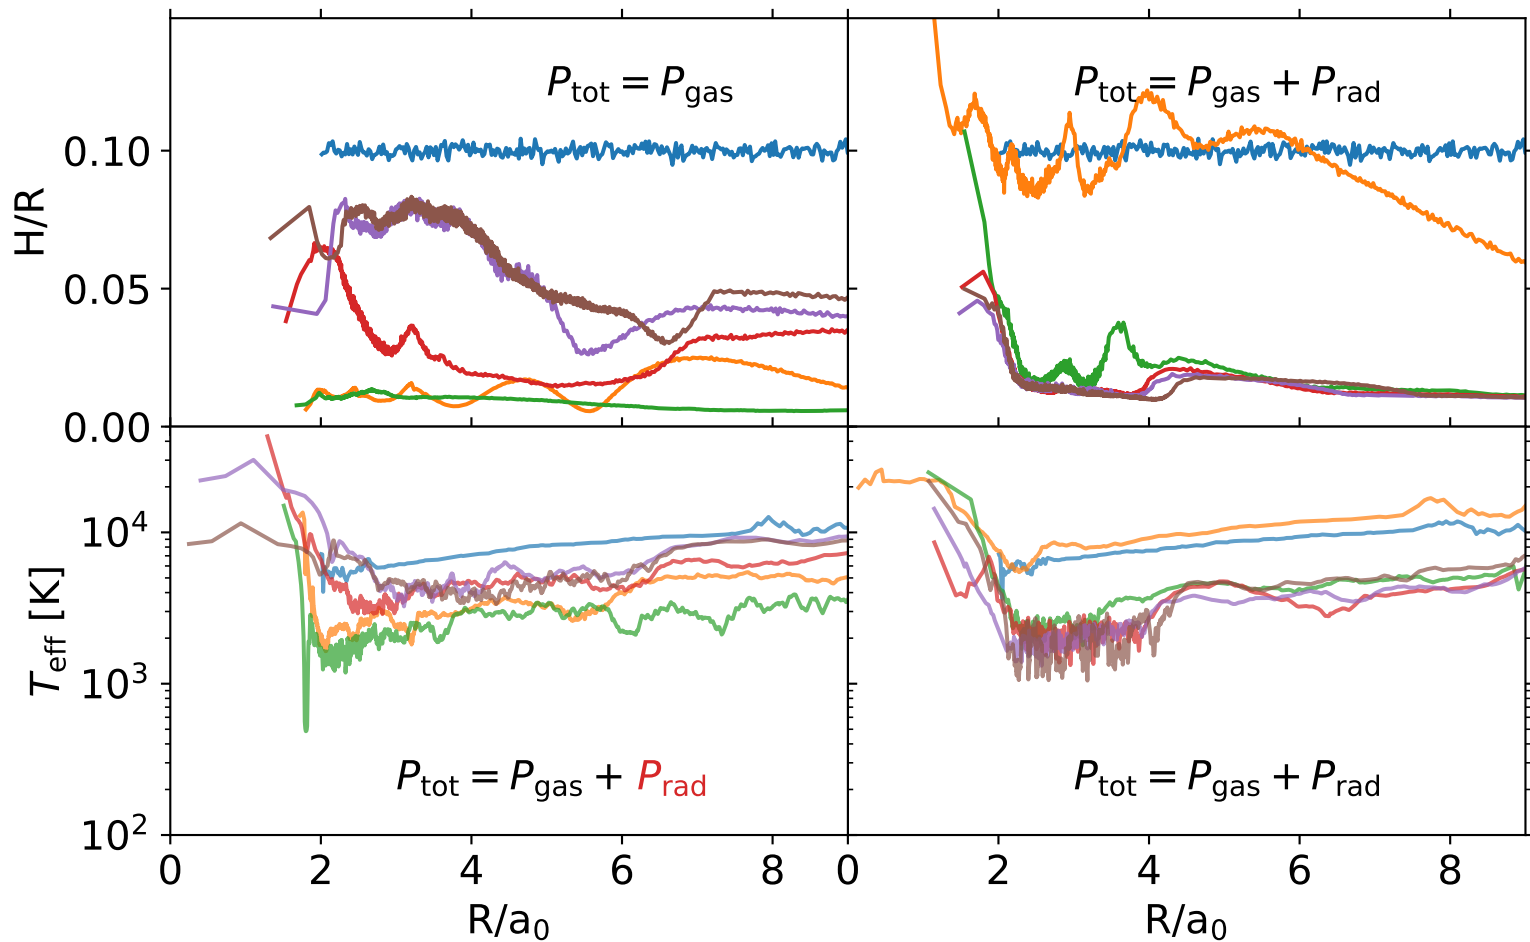 P_tot = P_gas
P_tot = P_gas + P_rad
H/R
0.10
0.05
0.00
T_eff [K]
10^4
10^3
10^2
P_tot = P_gas + P_rad
P_tot = P_gas + P_rad
0 2 4 6 8 0 2 4 6 8
R/a_0 R/a_0